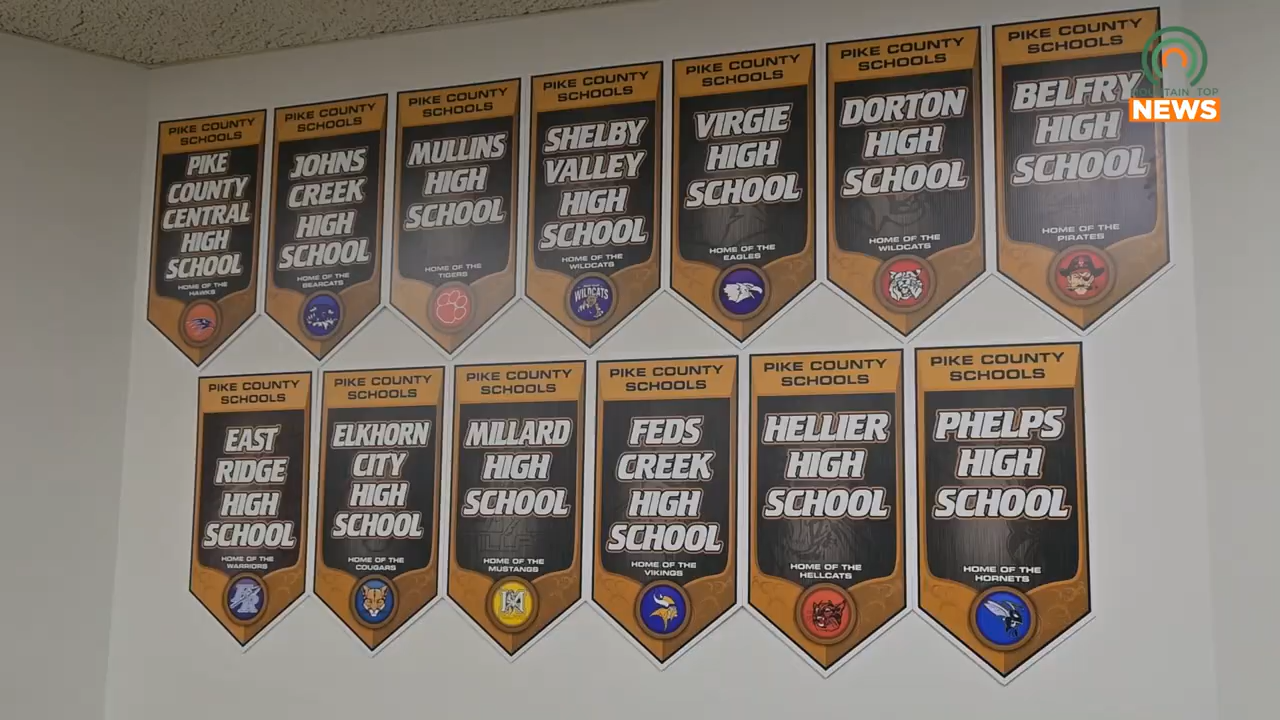 PIKE COUNTY
SCHOOLS
PIKE
COUNTY
CENTRAL
HIGH
SCHOOL
HOME OF THE
HAWKS
PIKE COUNTY
SCHOOLS
JOHNS
CREEK
HIGH
SCHOOL
HOME OF THE
BEARCATS
PIKE COUNTY
SCHOOLS
MULLINS
HIGH
SCHOOL
HOME OF THE
TIGERS
PIKE COUNTY
SCHOOLS
SHELBY
VALLEY
HIGH
SCHOOL
HOME OF THE
WILDCATS
WILDCATS
PIKE COUNTY
SCHOOLS
VIRGIE
HIGH
SCHOOL
HOME OF THE
EAGLES
PIKE COUNTY
SCHOOLS
DORTON
HIGH
SCHOOL
HOME OF THE
WILDCATS
PIKE COUNTY
SCHOOLS
BELFRY
HIGH
SCHOOL
HOME OF THE
PIRATES
MOUNTAIN TOP
NEWS
PIKE COUNTY
SCHOOLS
EAST
RIDGE
HIGH
SCHOOL
HOME OF THE
WARRIORS
PIKE COUNTY
SCHOOLS
ELKHORN
CITY
HIGH
SCHOOL
HOME OF THE
COUGARS
PIKE COUNTY
SCHOOLS
MILLARD
HIGH
SCHOOL
HOME OF THE
MUSTANGS
M
PIKE COUNTY
SCHOOLS
FEDS
CREEK
HIGH
SCHOOL
HOME OF THE
VIKINGS
PIKE COUNTY
SCHOOLS
HELLIER
HIGH
SCHOOL
HOME OF THE
HELLCATS
PIKE COUNTY
SCHOOLS
PHELPS
HIGH
SCHOOL
HOME OF THE
HORNETS